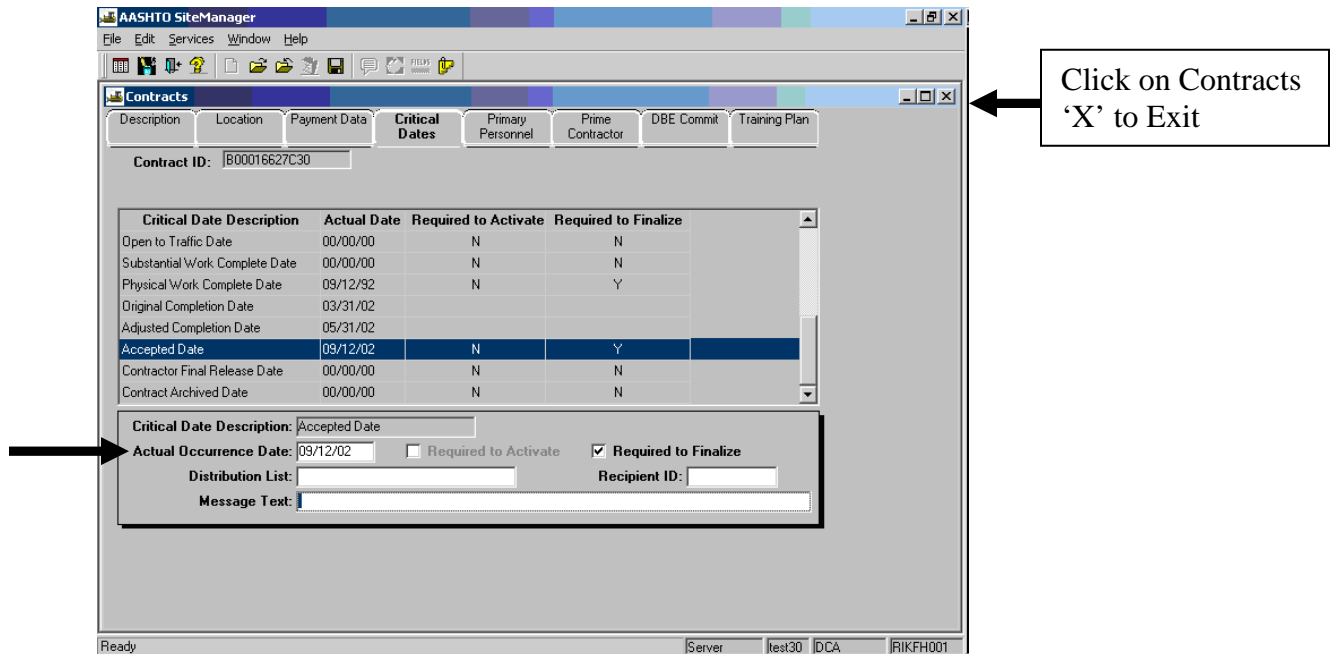 AASHTO SiteManager
File Edit Services Window Help
FIELDS
Contracts
Description Location Payment Data Critical Dates Primary Personnel Prime Contractor DBE Commit Training Plan
Contract ID: B00016627C30
Critical Date Description Actual Date Required to Activate Required to Finalize
Open to Traffic Date 00/00/00 N N
Substantial Work Complete Date 00/00/00 N N
Physical Work Complete Date 09/12/92 N Y
Original Completion Date 03/31/02
Adjusted Completion Date 05/31/02
Accepted Date 09/12/02 N Y
Contractor Final Release Date 00/00/00 N N
Contract Archived Date 00/00/00 N N
Critical Date Description: Accepted Date
Actual Occurrence Date: 09/12/02 Required to Activate Required to Finalize
Distribution List: Recipient ID:
Message Text:
Ready Server test30 DCA RIKFH001
Click on Contracts
‘X’ to Exit